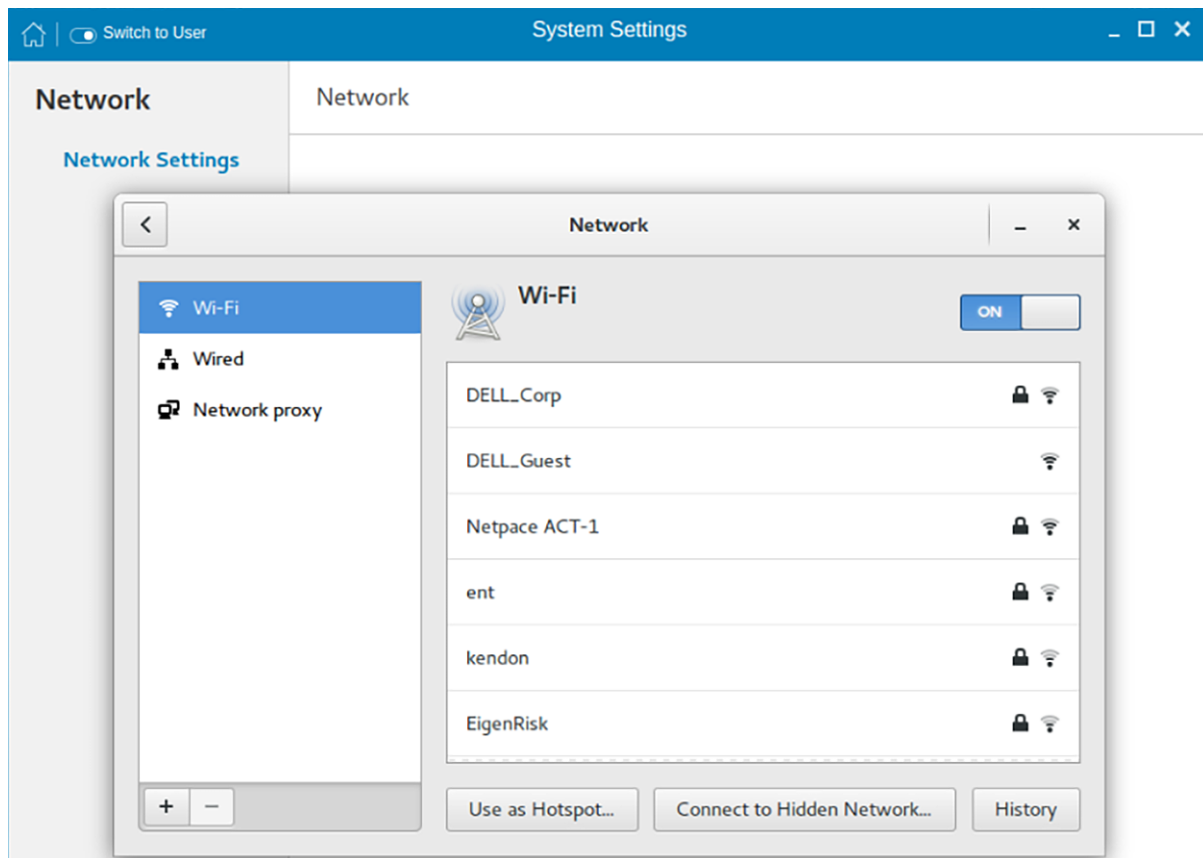 Switch to User
System Settings
Network
Network
Network Settings
Network
Wi-Fi
Wired
Network proxy
Wi-Fi
ON
DELL_Corp
DELL_Guest
Netpace ACT-1
ent
kendon
EigenRisk
Use as Hotspot...
Connect to Hidden Network...
History